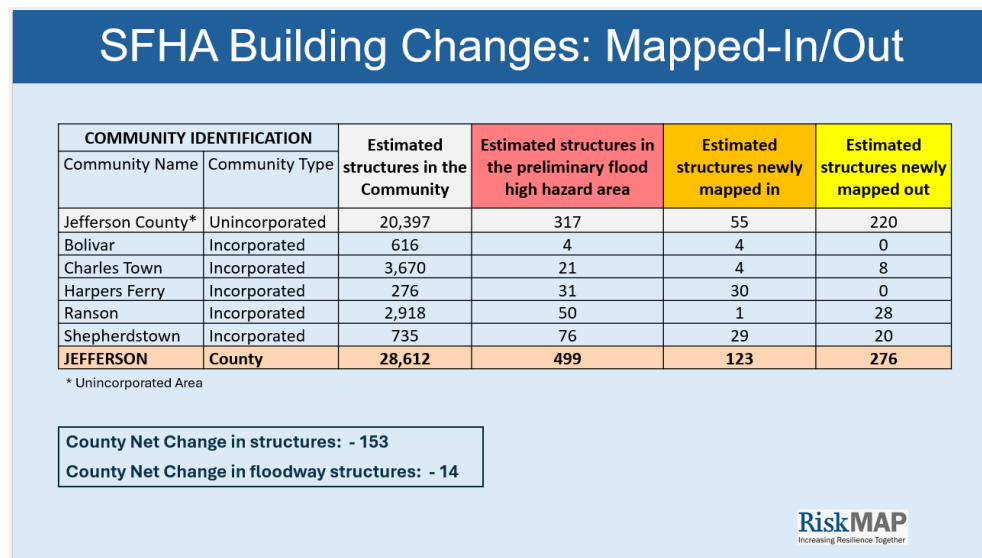 SFHA Building Changes: Mapped-In/Out
COMMUNITY IDENTIFICATION
Community Name Community Type
Estimated structures in the Community
Estimated structures in the preliminary flood high hazard area
Estimated structures newly mapped in
Estimated structures newly mapped out
Jefferson County* Unincorporated 20,397 317 55 220
Bolivar Incorporated 616 4 4 0
Charles Town Incorporated 3,670 21 4 8
Harpers Ferry Incorporated 276 31 30 0
Ranson Incorporated 2,918 50 1 28
Shepherdstown Incorporated 735 76 29 20
JEFFERSON County 28,612 499 123 276
* Unincorporated Area
County Net Change in structures: - 153
County Net Change in floodway structures: - 14
RiskMAP
Increasing Resilience Together